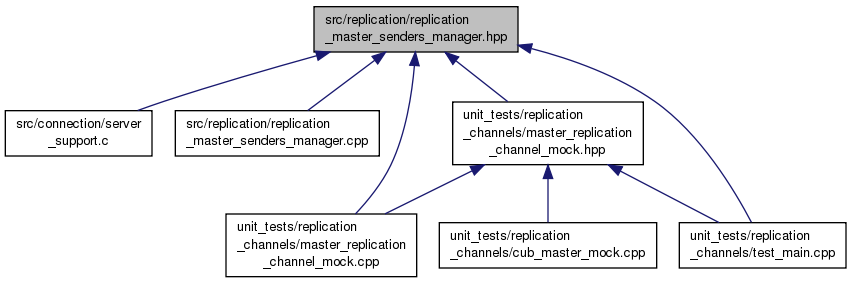 src/replication/replication
_master_senders_manager.hpp
src/connection/server
_support.c
src/replication/replication
_master_senders_manager.cpp
unit_tests/replication
_channels/master_replication
_channel_mock.hpp
unit_tests/replication
_channels/master_replication
_channel_mock.cpp
unit_tests/replication
_channels/cub_master_mock.cpp
unit_tests/replication
_channels/test_main.cpp